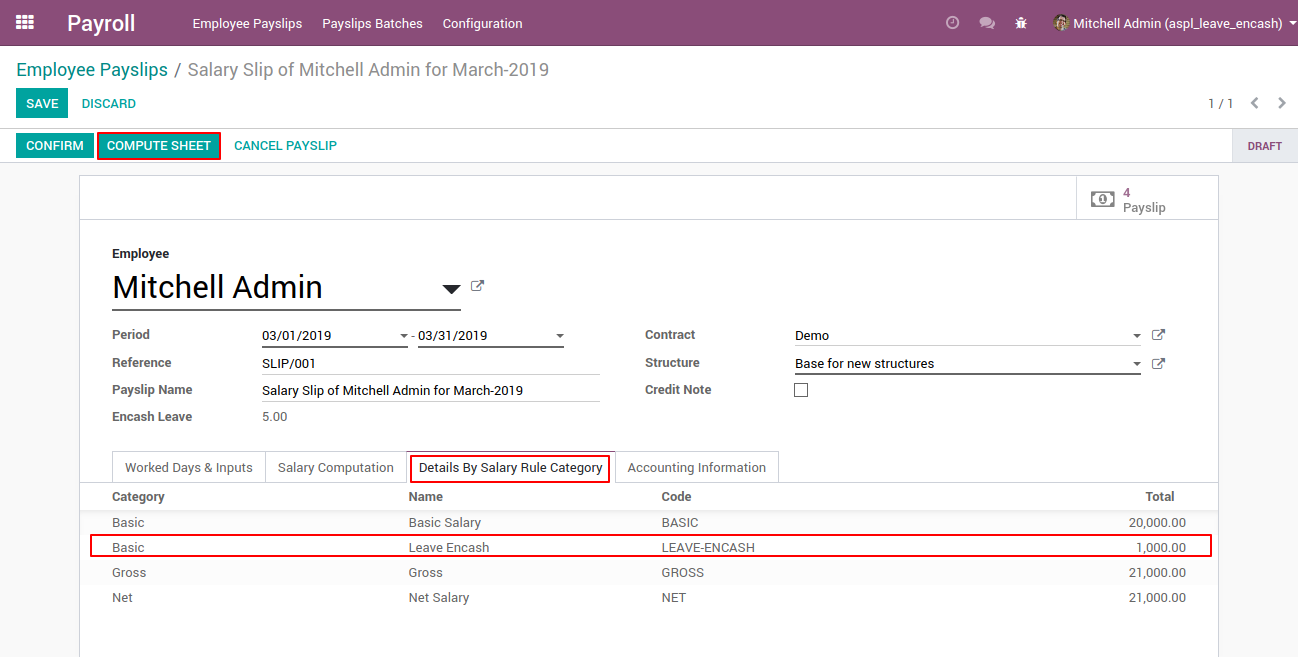 Payroll Employee Payslips Payslips Batches Configuration Mitchell Admin (aspl_leave_encash)
Employee Payslips / Salary Slip of Mitchell Admin for March-2019
SAVE DISCARD 1 / 1
CONFIRM COMPUTE SHEET CANCEL PAYSLIP DRAFT
4
Payslip
Employee
Mitchell Admin
Period 03/01/2019 - 03/31/2019 Contract Demo
Reference SLIP/001 Structure Base for new structures
Payslip Name Salary Slip of Mitchell Admin for March-2019 Credit Note
Encash Leave 5.00
Worked Days & Inputs Salary Computation Details By Salary Rule Category Accounting Information
Category Name Code Total
Basic Basic Salary BASIC 20,000.00
Basic Leave Encash LEAVE-ENCASH 1,000.00
Gross Gross GROSS 21,000.00
Net Net Salary NET 21,000.00